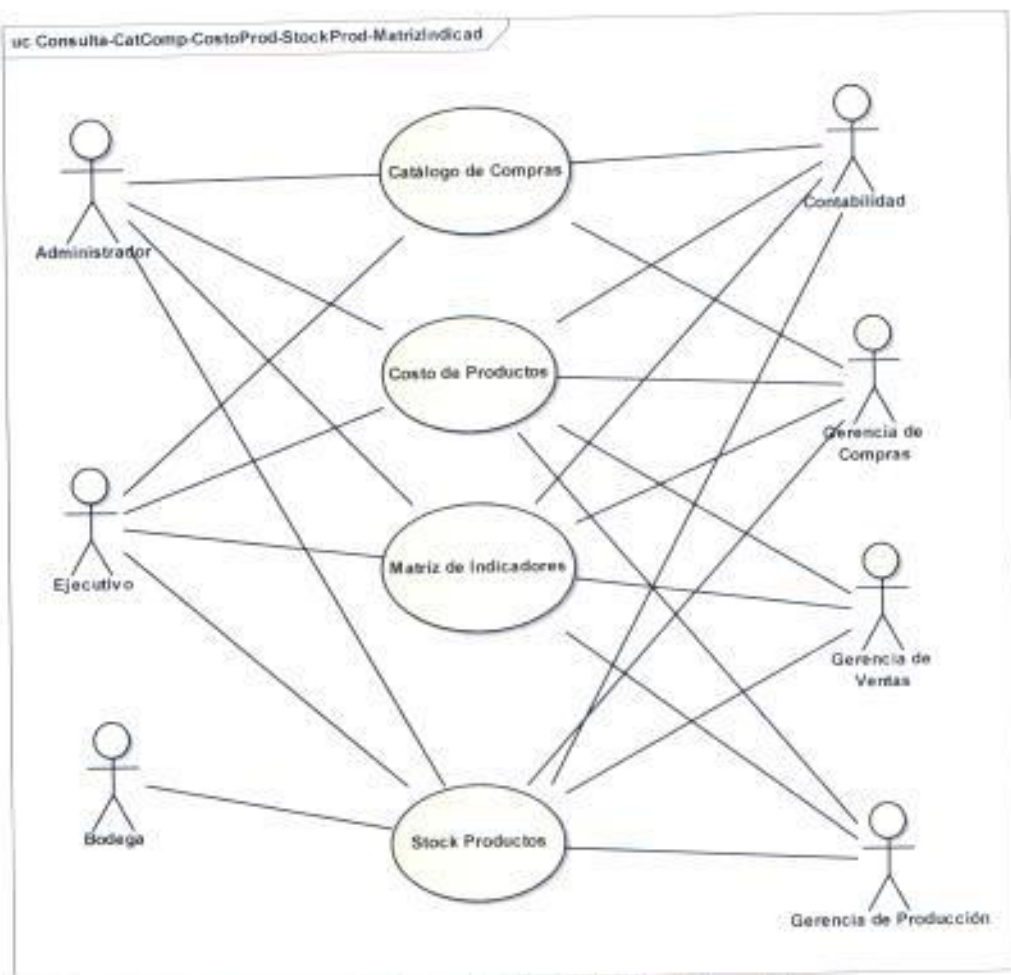 uc Consulta-CatComp-CostoProd-StockProd-MatrizIndicad
Catálogo de Compras
Contabilidad
Administrador
Costo de Productos
Gerencia de
Compras
Matriz de Indicadores
Ejecutivo
Gerencia de
Ventas
Bodega
Stock Productos
Gerencia de Producción